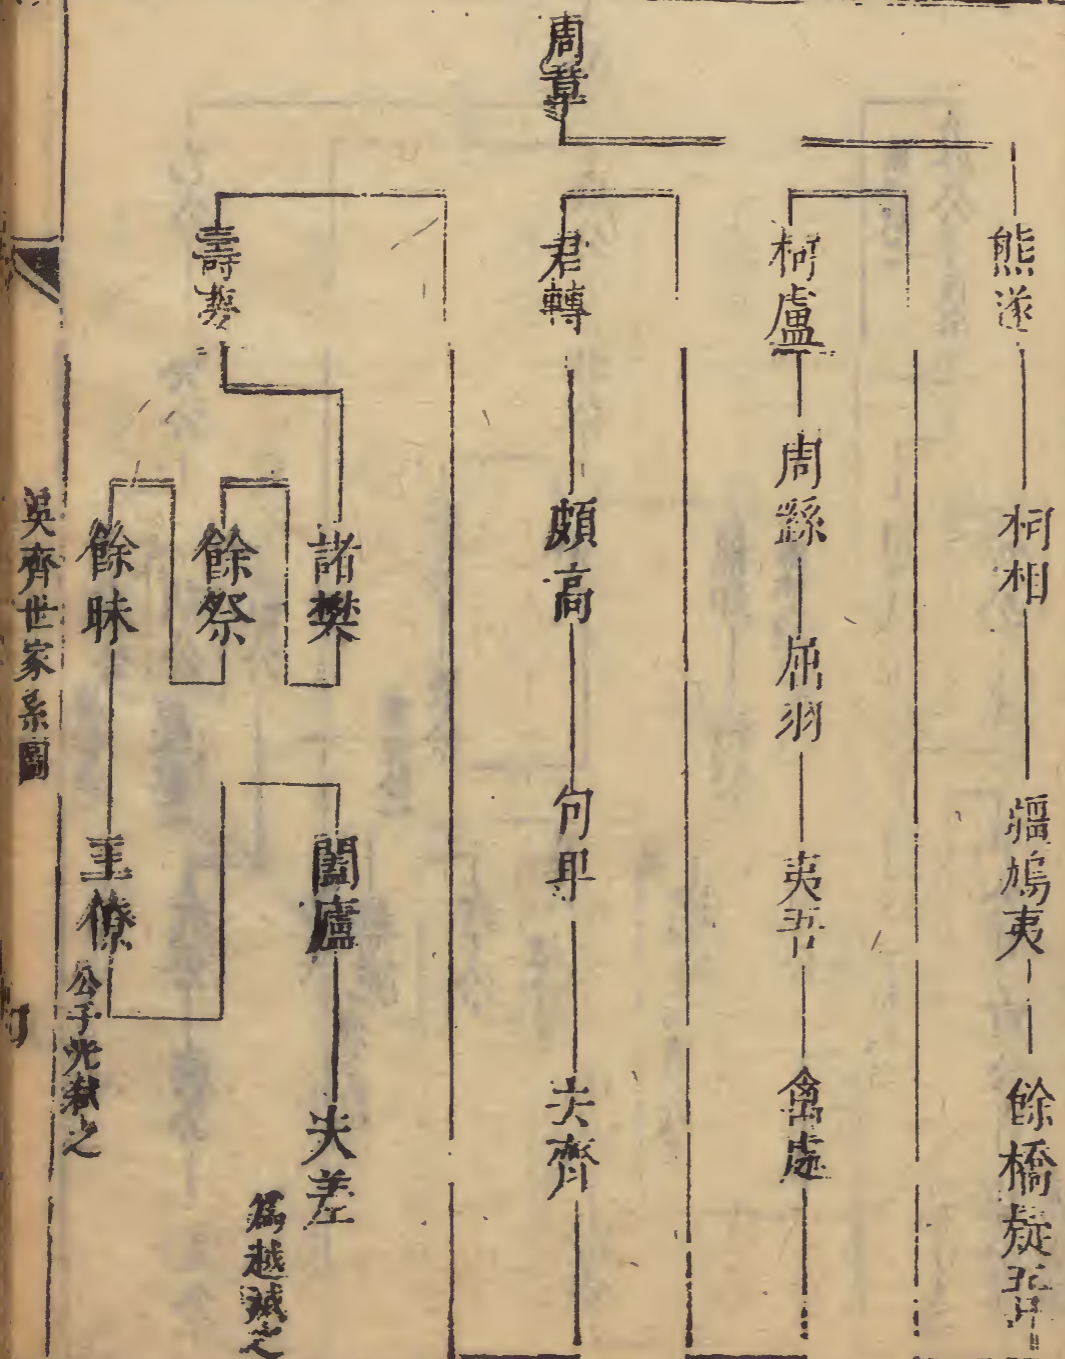 周章
熊遂
柯相
疆鳩夷
餘橋疑吾
柯盧
周繇
屈羽
夷吾
禽處
君轉
頗高
句卑
去齊
壽夢
諸樊
餘祭
餘昧
王僚
公子光弑之
闔廬
夫差
爲越滅之
吳齊世家系圖